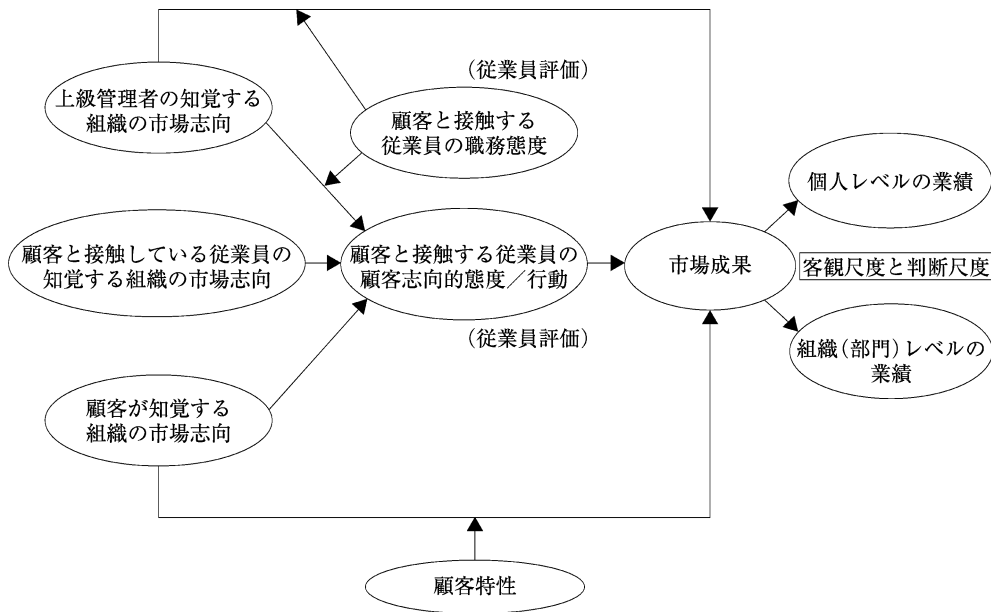 (従業員評価)
上級管理者の知覚する
組織の市場志向
顧客と接触する
従業員の職務態度
個人レベルの業績
顧客と接触している従業員の
知覚する組織の市場志向
顧客と接触する従業員の
顧客志向的態度/行動
市場成果
客観尺度と判断尺度
(従業員評価)
組織(部門)レベルの
業績
顧客が知覚する
組織の市場志向
顧客特性